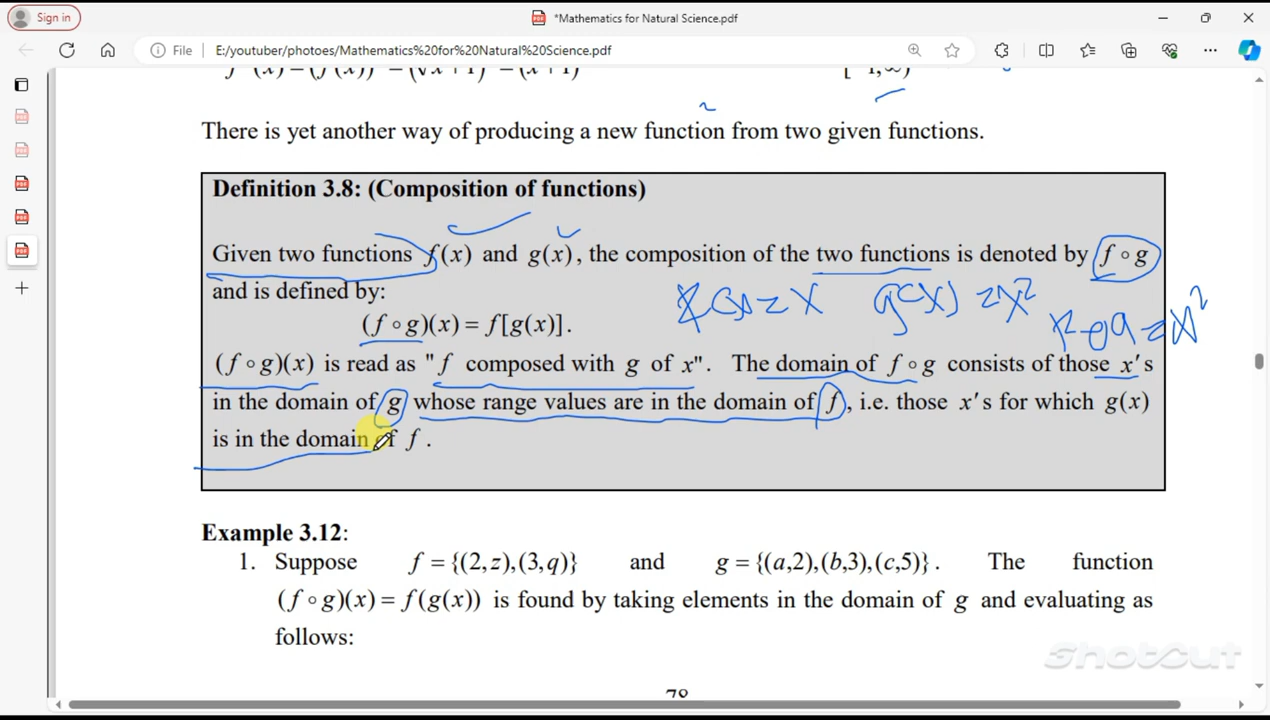 Sign in
*Mathematics for Natural Science.pdf
File
E:/youtuber/photoes/Mathematics%20for%20Natural%20Science.pdf
There is yet another way of producing a new function from two given functions.
Definition 3.8: (Composition of functions)
Given two functions f(x) and g(x), the composition of the two functions is denoted by f ∘ g
and is defined by:
g(x) = x²
(f ∘ g)(x) = f[g(x)].
(f ∘ g)(x) is read as "f composed with g of x". The domain of f ∘ g consists of those x's
in the domain of g whose range values are in the domain of f, i.e. those x's for which g(x)
is in the domain of f.
Example 3.12:
1. Suppose f = {(2, z),(3, q)} and g = {(a,2),(b,3),(c,5)}. The function
(f ∘ g)(x) = f(g(x)) is found by taking elements in the domain of g and evaluating as
follows:
Shotcut
78